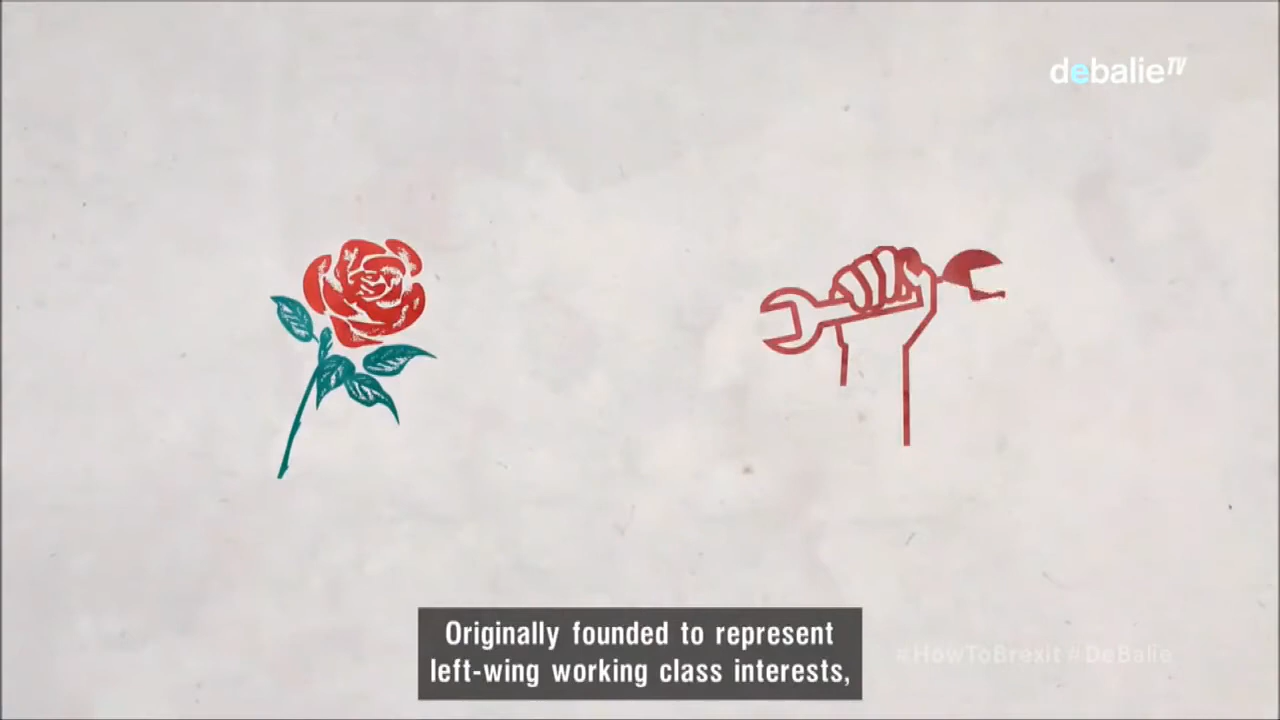 debalieTV
Originally founded to represent
left-wing working class interests,
#HowToBrexit #DeBalie